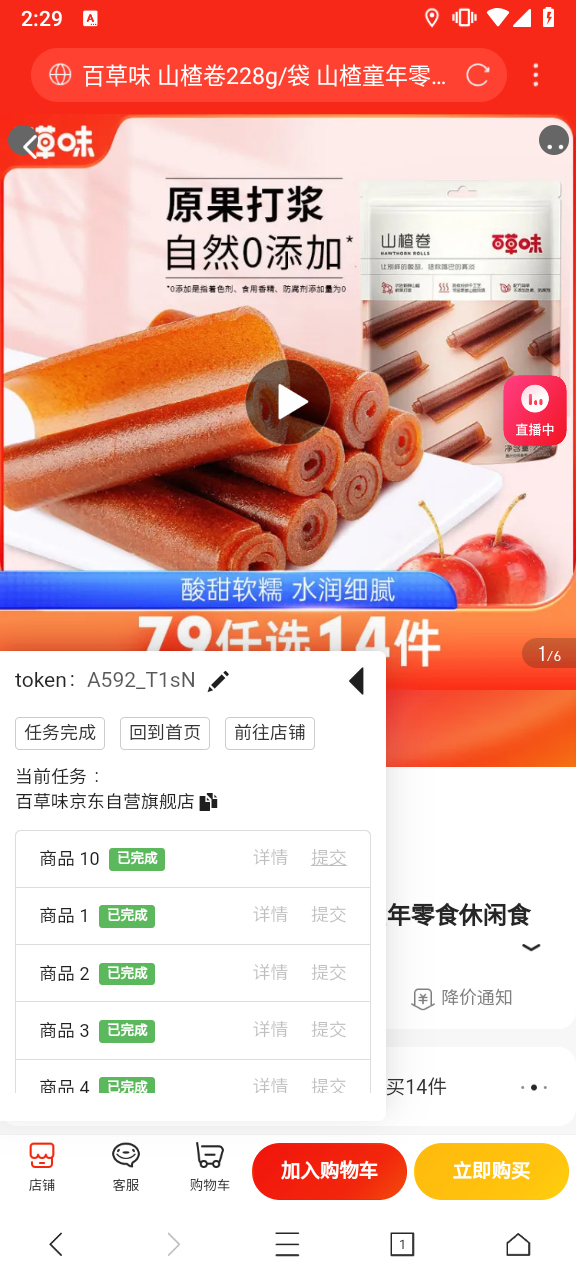 2:29
A
百草味 山楂卷228g/袋 山楂童年零...
草味
原果打浆
自然0添加*
*0添加是指着色剂、食用香精、防腐剂添加量为0
山楂卷
HAWTHORN ROLLS
百草味
直播中
酸甜软糯 水润细腻
79任选14件
1/6
token: A592_T1sN
任务完成 回到首页 前往店铺
当前任务：
百草味京东自营旗舰店
商品 10 已完成 详情 提交
商品 1 已完成 详情 提交
年零食休闲食
商品 2 已完成 详情 提交
降价通知
商品 3 已完成 详情 提交
商品 4 已完成 详情 提交
买14件
店铺 客服 购物车 加入购物车 立即购买
1